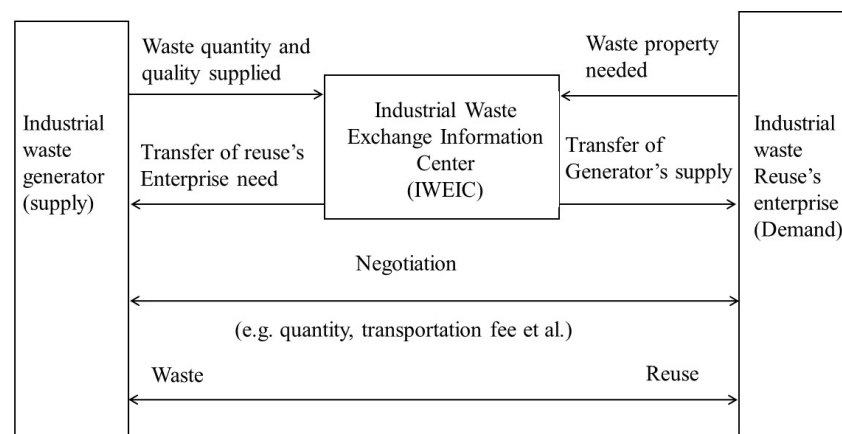 Waste quantity and
quality supplied
Waste property
needed
Industrial
waste
generator
(supply)
Industrial Waste
Exchange Information
Center
(IWEIC)
Industrial
waste
Reuse's
enterprise
(Demand)
Transfer of reuse's
Enterprise need
Transfer of
Generator's supply
Negotiation
(e.g. quantity, transportation fee et al.)
Waste
Reuse